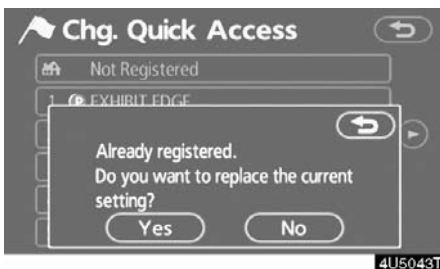 Chg. Quick Access
Not Registered
1 P EXHIBIT EDGE
Already registered.
Do you want to replace the current
setting?
Yes No
4U5043T